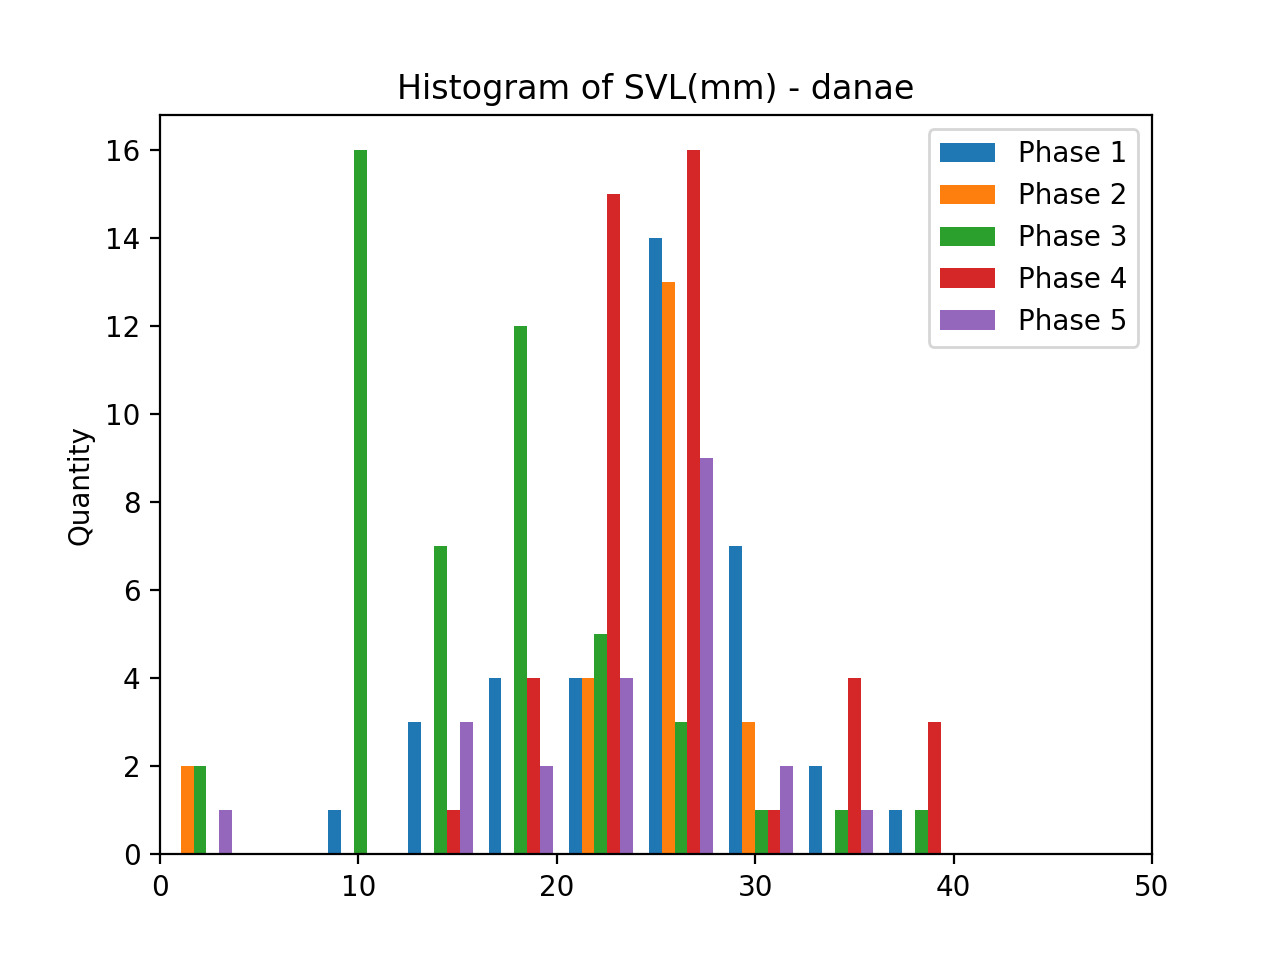 Histogram of SVL(mm) - danae
Phase 1
Phase 2
Phase 3
Phase 4
Phase 5
Quantity
16
14
12
10
8
6
4
2
0
0 10 20 30 40 50